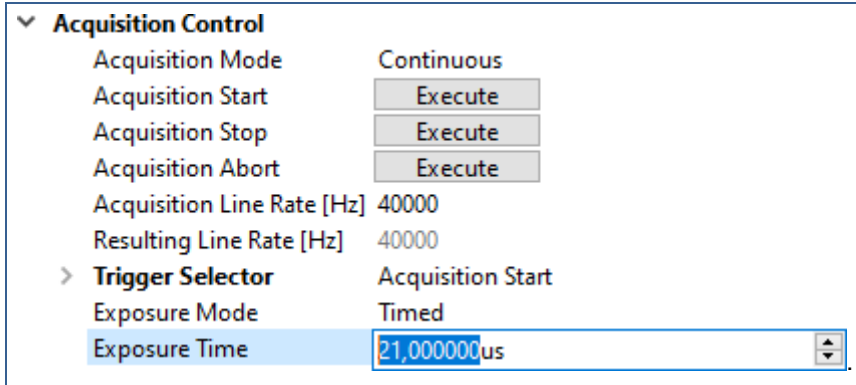 Acquisition Control
Acquisition Mode Continuous
Acquisition Start Execute
Acquisition Stop Execute
Acquisition Abort Execute
Acquisition Line Rate [Hz] 40000
Resulting Line Rate [Hz] 40000
Trigger Selector Acquisition Start
Exposure Mode Timed
Exposure Time 21,000000us
.